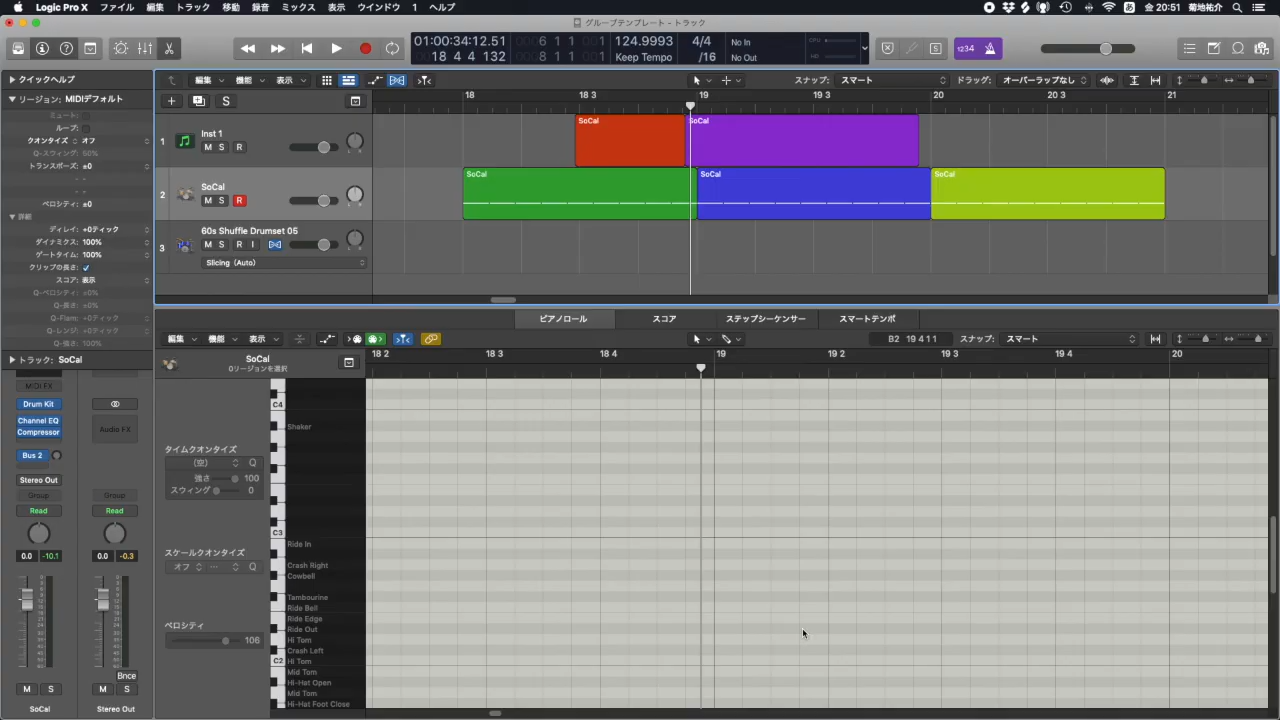 Logic Pro X ファイル 編集 トラック 移動 録音 ミックス 表示 ウインドウ 1 ヘルプ
あ 金 20:51 菊地祐介
グループテンプレート - トラック
01:00:34:12.51 124.9993 4/4 No In CPU
18 4 4 132 Keep Tempo /16 No Out HD
S 1234
クイックヘルプ
編集 機能 表示 スナップ: スマート ドラッグ: オーバーラップなし
リージョン: MIDIデフォルト
S 18 18 3 19 19 3 20 20 3 21
ミュート:
ループ:
クオンタイズ オフ
Q-スウィング: 50%
トランスポーズ: ±0
ベロシティ: ±0
詳細
ディレイ: +0ティック
ダイナミクス: 100%
ゲートタイム: 100%
クリップの長さ:
スコア: 表示
Q-ベロシティ: ±0%
Q-長さ: ±0%
Q-Flam: +0ティック
Q-レンジ: +0ティック
Q-強さ: 100%
1 Inst 1
M S R
SoCal SoCal
2 SoCal
M S R
SoCal SoCal SoCal
3 60s Shuffle Drumset 05
M S R I
Slicing (Auto)
ピアノロール スコア ステップシーケンサー スマートテンポ
編集 機能 表示 B2 19 4 1 1 スナップ: スマート
トラック: SoCal
SoCal
0リージョンを選択
18 2 18 3 18 4 19 19 2 19 3 19 4 20
MIDI FX
Drum Kit
Channel EQ
Compressor
Audio FX
Bus 2
Stereo Out
Group Group
Read Read
0.0 -10.1 0.0 -0.3
Bnce
M S M S
SoCal Stereo Out
タイムクオンタイズ
(空) Q
強さ 100
スウィング 0
スケールクオンタイズ
オフ Q
ベロシティ
106
C4
Shaker
C3
Ride In
Crash Right
Cowbell
Tambourine
Ride Bell
Ride Edge
Ride Out
Hi Tom
Crash Left
C2 Hi Tom
Mid Tom
Hi-Hat Open
Mid Tom
Hi-Hat Foot Close